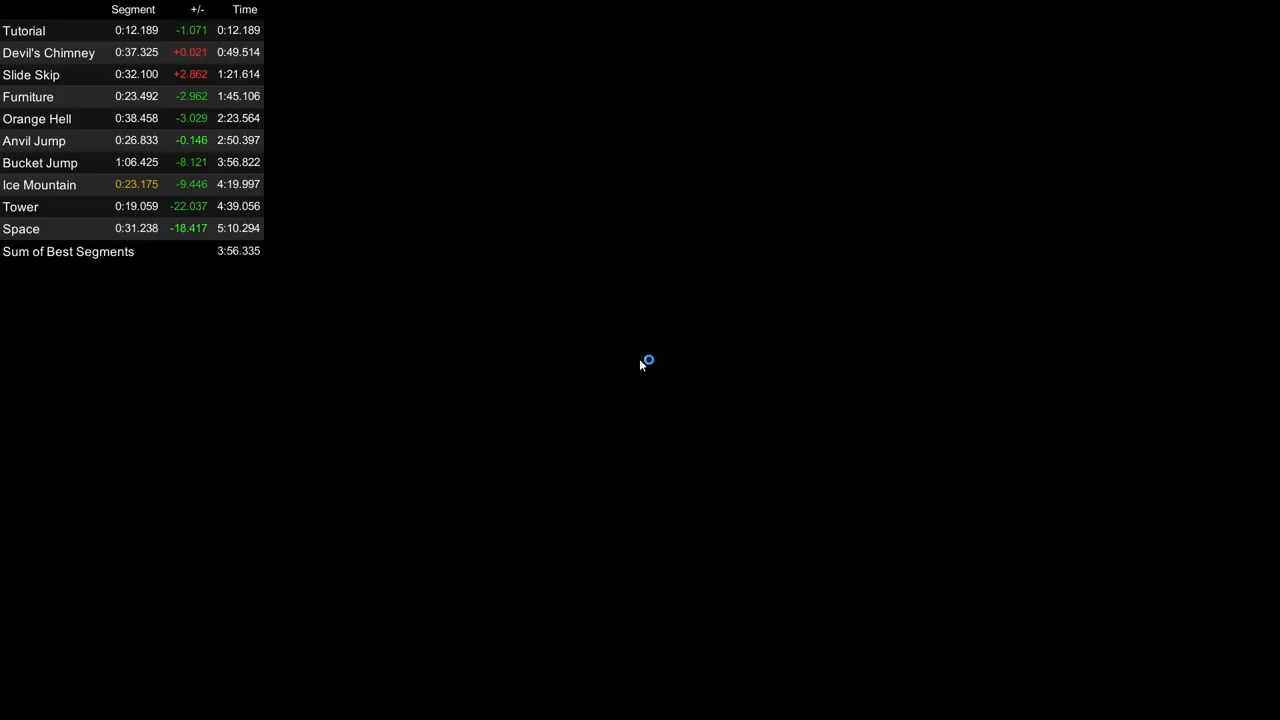 Segment +/- Time
Tutorial 0:12.189 -1.071 0:12.189
Devil's Chimney 0:37.325 +0.021 0:49.514
Slide Skip 0:32.100 +2.862 1:21.614
Furniture 0:23.492 -2.962 1:45.106
Orange Hell 0:38.458 -3.029 2:23.564
Anvil Jump 0:26.833 -0.146 2:50.397
Bucket Jump 1:06.425 -8.121 3:56.822
Ice Mountain 0:23.175 -9.446 4:19.997
Tower 0:19.059 -22.037 4:39.056
Space 0:31.238 -18.417 5:10.294
Sum of Best Segments 3:56.335